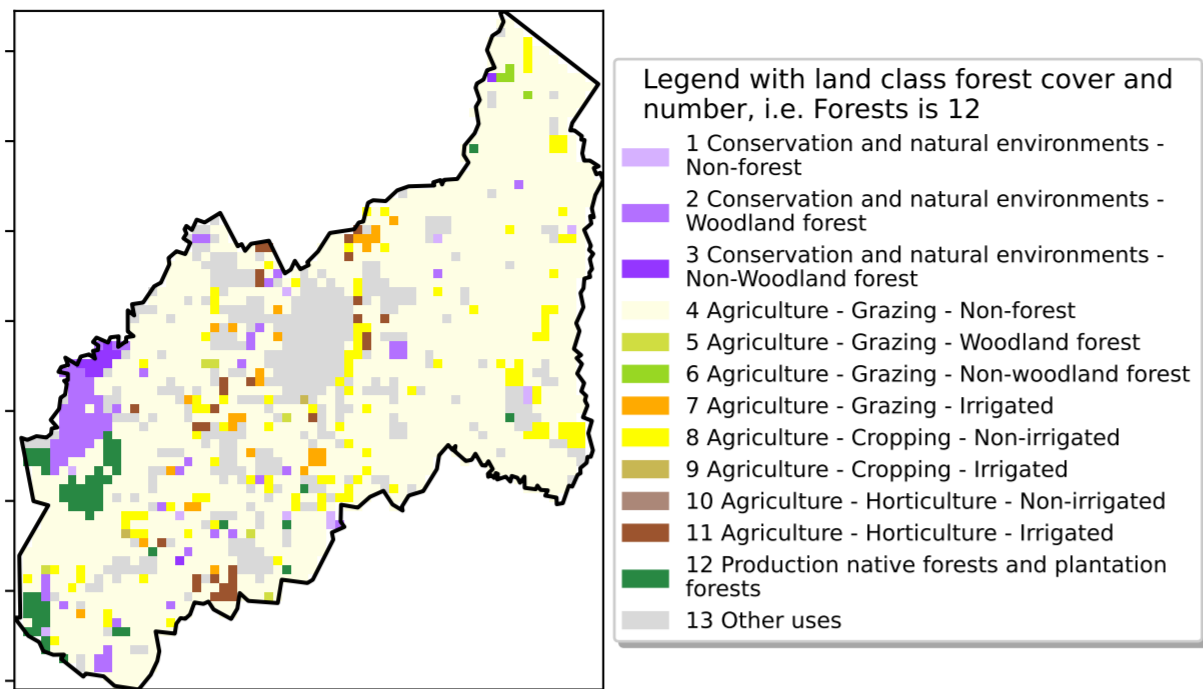 Legend with land class forest cover and
number, i.e. Forests is 12
1 Conservation and natural environments -
Non-forest
2 Conservation and natural environments -
Woodland forest
3 Conservation and natural environments -
Non-Woodland forest
4 Agriculture - Grazing - Non-forest
5 Agriculture - Grazing - Woodland forest
6 Agriculture - Grazing - Non-woodland forest
7 Agriculture - Grazing - Irrigated
8 Agriculture - Cropping - Non-irrigated
9 Agriculture - Cropping - Irrigated
10 Agriculture - Horticulture - Non-irrigated
11 Agriculture - Horticulture - Irrigated
12 Production native forests and plantation
forests
13 Other uses